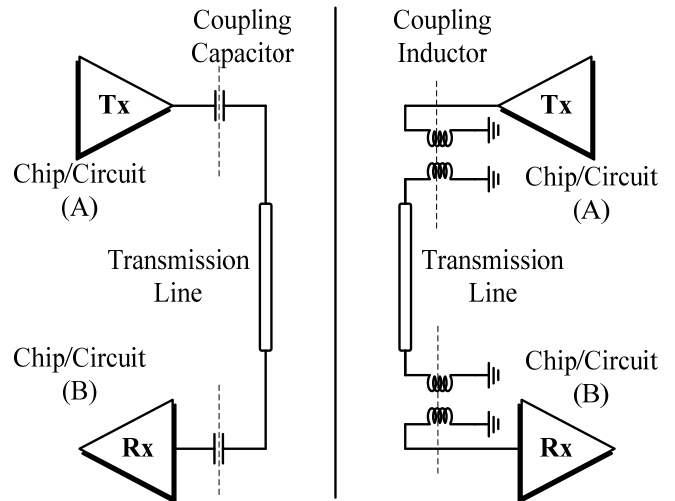 Coupling
Capacitor
Tx
Chip/Circuit
(A)
Transmission
Line
Chip/Circuit
(B)
Rx
Coupling
Inductor
Tx
Chip/Circuit
(A)
Transmission
Line
Chip/Circuit
(B)
Rx